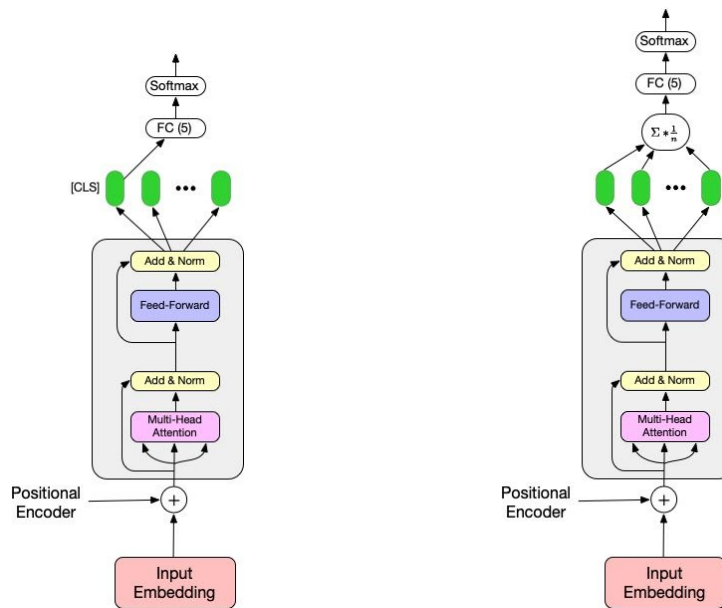 Softmax
FC (5)
[CLS]
•••
Add & Norm
Feed-Forward
Add & Norm
Multi-Head
Attention
Positional
Encoder
+
Input
Embedding
Softmax
FC (5)
Σ * 1/n
•••
Add & Norm
Feed-Forward
Add & Norm
Multi-Head
Attention
Positional
Encoder
+
Input
Embedding